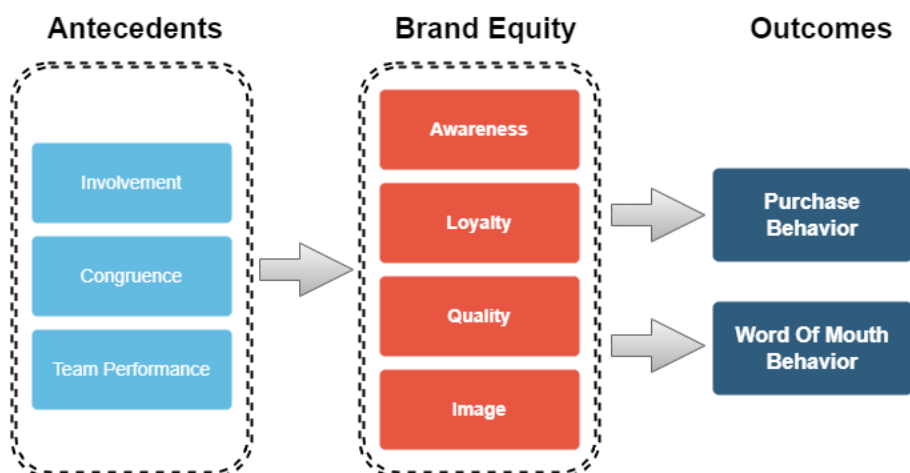 Antecedents
Brand Equity
Outcomes
Involvement
Congruence
Team Performance
Awareness
Loyalty
Quality
Image
Purchase
Behavior
Word Of Mouth
Behavior